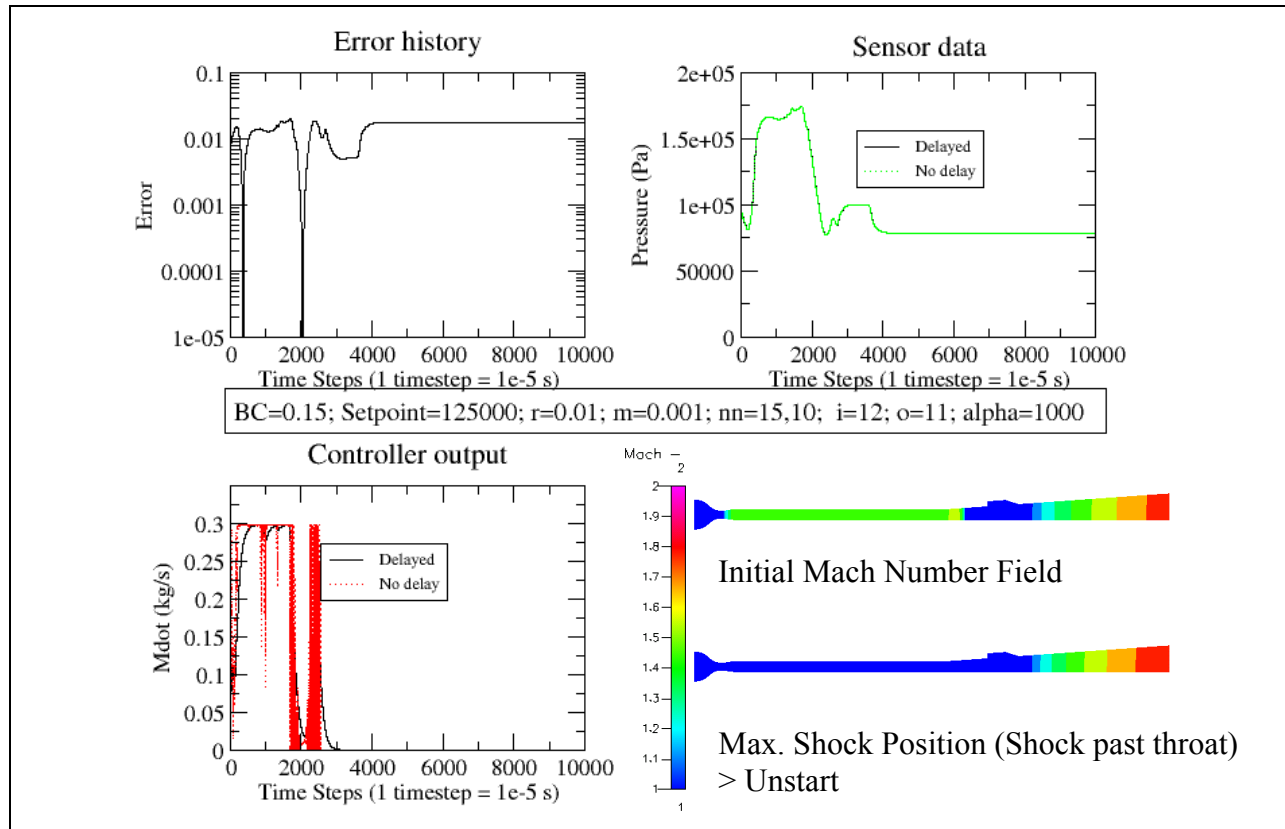 Error history
0.1
0.01
0.001
0.0001
1e-05
Error
0 2000 4000 6000 8000 10000
Time Steps (1 timestep = 1e-5 s)
Sensor data
2e+05
1.5e+05
1e+05
50000
0
Pressure (Pa)
Delayed
No delay
0 2000 4000 6000 8000 10000
Time Steps (1 timestep = 1e-5 s)
BC=0.15; Setpoint=125000; r=0.01; m=0.001; nn=15,10; i=12; o=11; alpha=1000
Controller output
0.3
0.25
0.2
0.15
0.1
0.05
0
Mdot (kg/s)
Delayed
No delay
0 2000 4000 6000 8000 10000
Time Steps (1 timestep = 1e-5 s)
Mach –
2
2
1.9
1.8
1.7
1.6
1.5
1.4
1.3
1.2
1.1
1
1
Initial Mach Number Field
Max. Shock Position (Shock past throat)
> Unstart